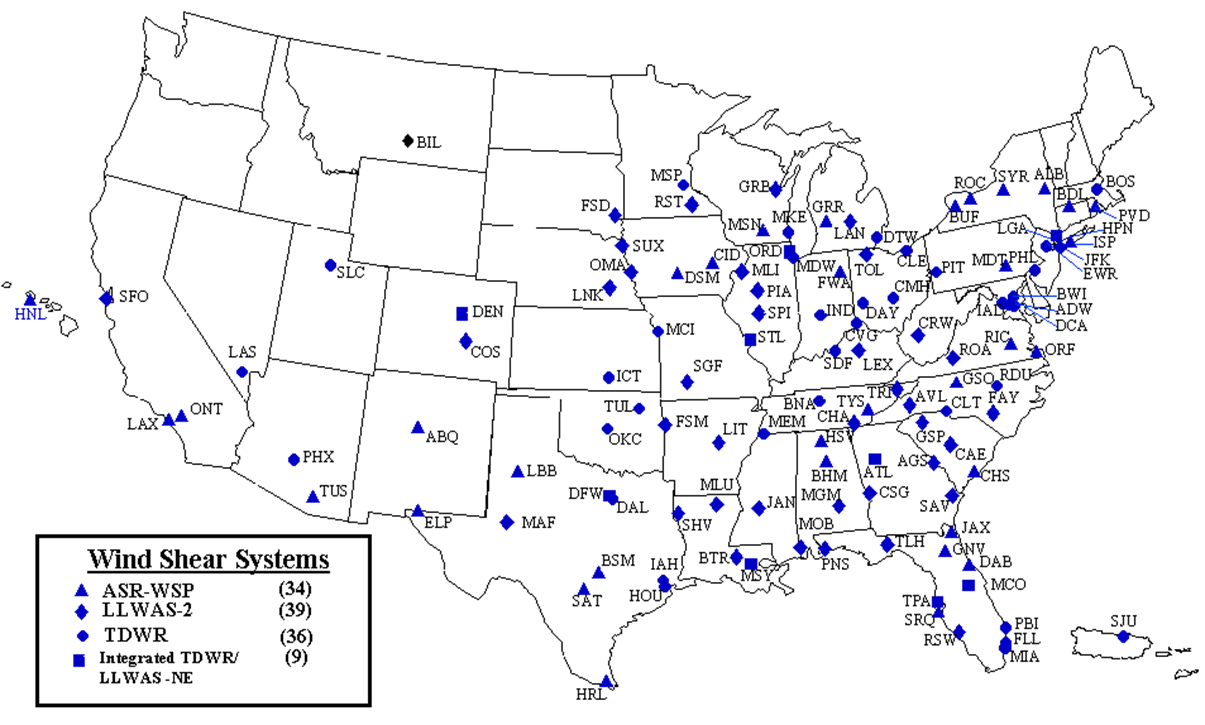 BIL
MSP
RST
GRB
FSD
SUX
OMA
LNK
DSM
CID
MSN
MKE
ORD
MDW
GRR
LAN
DTW
TOL
CLE
FWA
MLI
PIA
SPI
STL
IND
DAY
CMH
CVG
SDF
LEX
PIT
CRW
ROA
ROC
SYR
ALB
BUF
BDL
BOS
PVD
LGA
HPN
ISP
JFK
EWR
MDT
PHL
BWI
ADW
DCA
IAD
RIC
ORF
SLC
SFO
HNL
LAS
LAX
ONT
PHX
TUS
DEN
COS
ABQ
ELP
MCI
ICT
SGF
TUL
OKC
FSM
LIT
MEM
BNA
CHA
TYS
TRI
AVL
GSO
RDU
CLT
FAY
GSP
CAE
AGS
CHS
SAV
HSV
BHM
ATL
MGM
CSG
LBB
MAF
DFW
DAL
SHV
MLU
JAN
MOB
BTR
MSY
PNS
TLH
JAX
GNV
DAB
MCO
TPA
SRQ
RSW
PBI
FLL
MIA
SJU
BSM
SAT
IAH
HOU
HRL
Wind Shear Systems
ASR-WSP (34)
LLWAS-2 (39)
TDWR (36)
Integrated TDWR/ (9)
LLWAS -NE